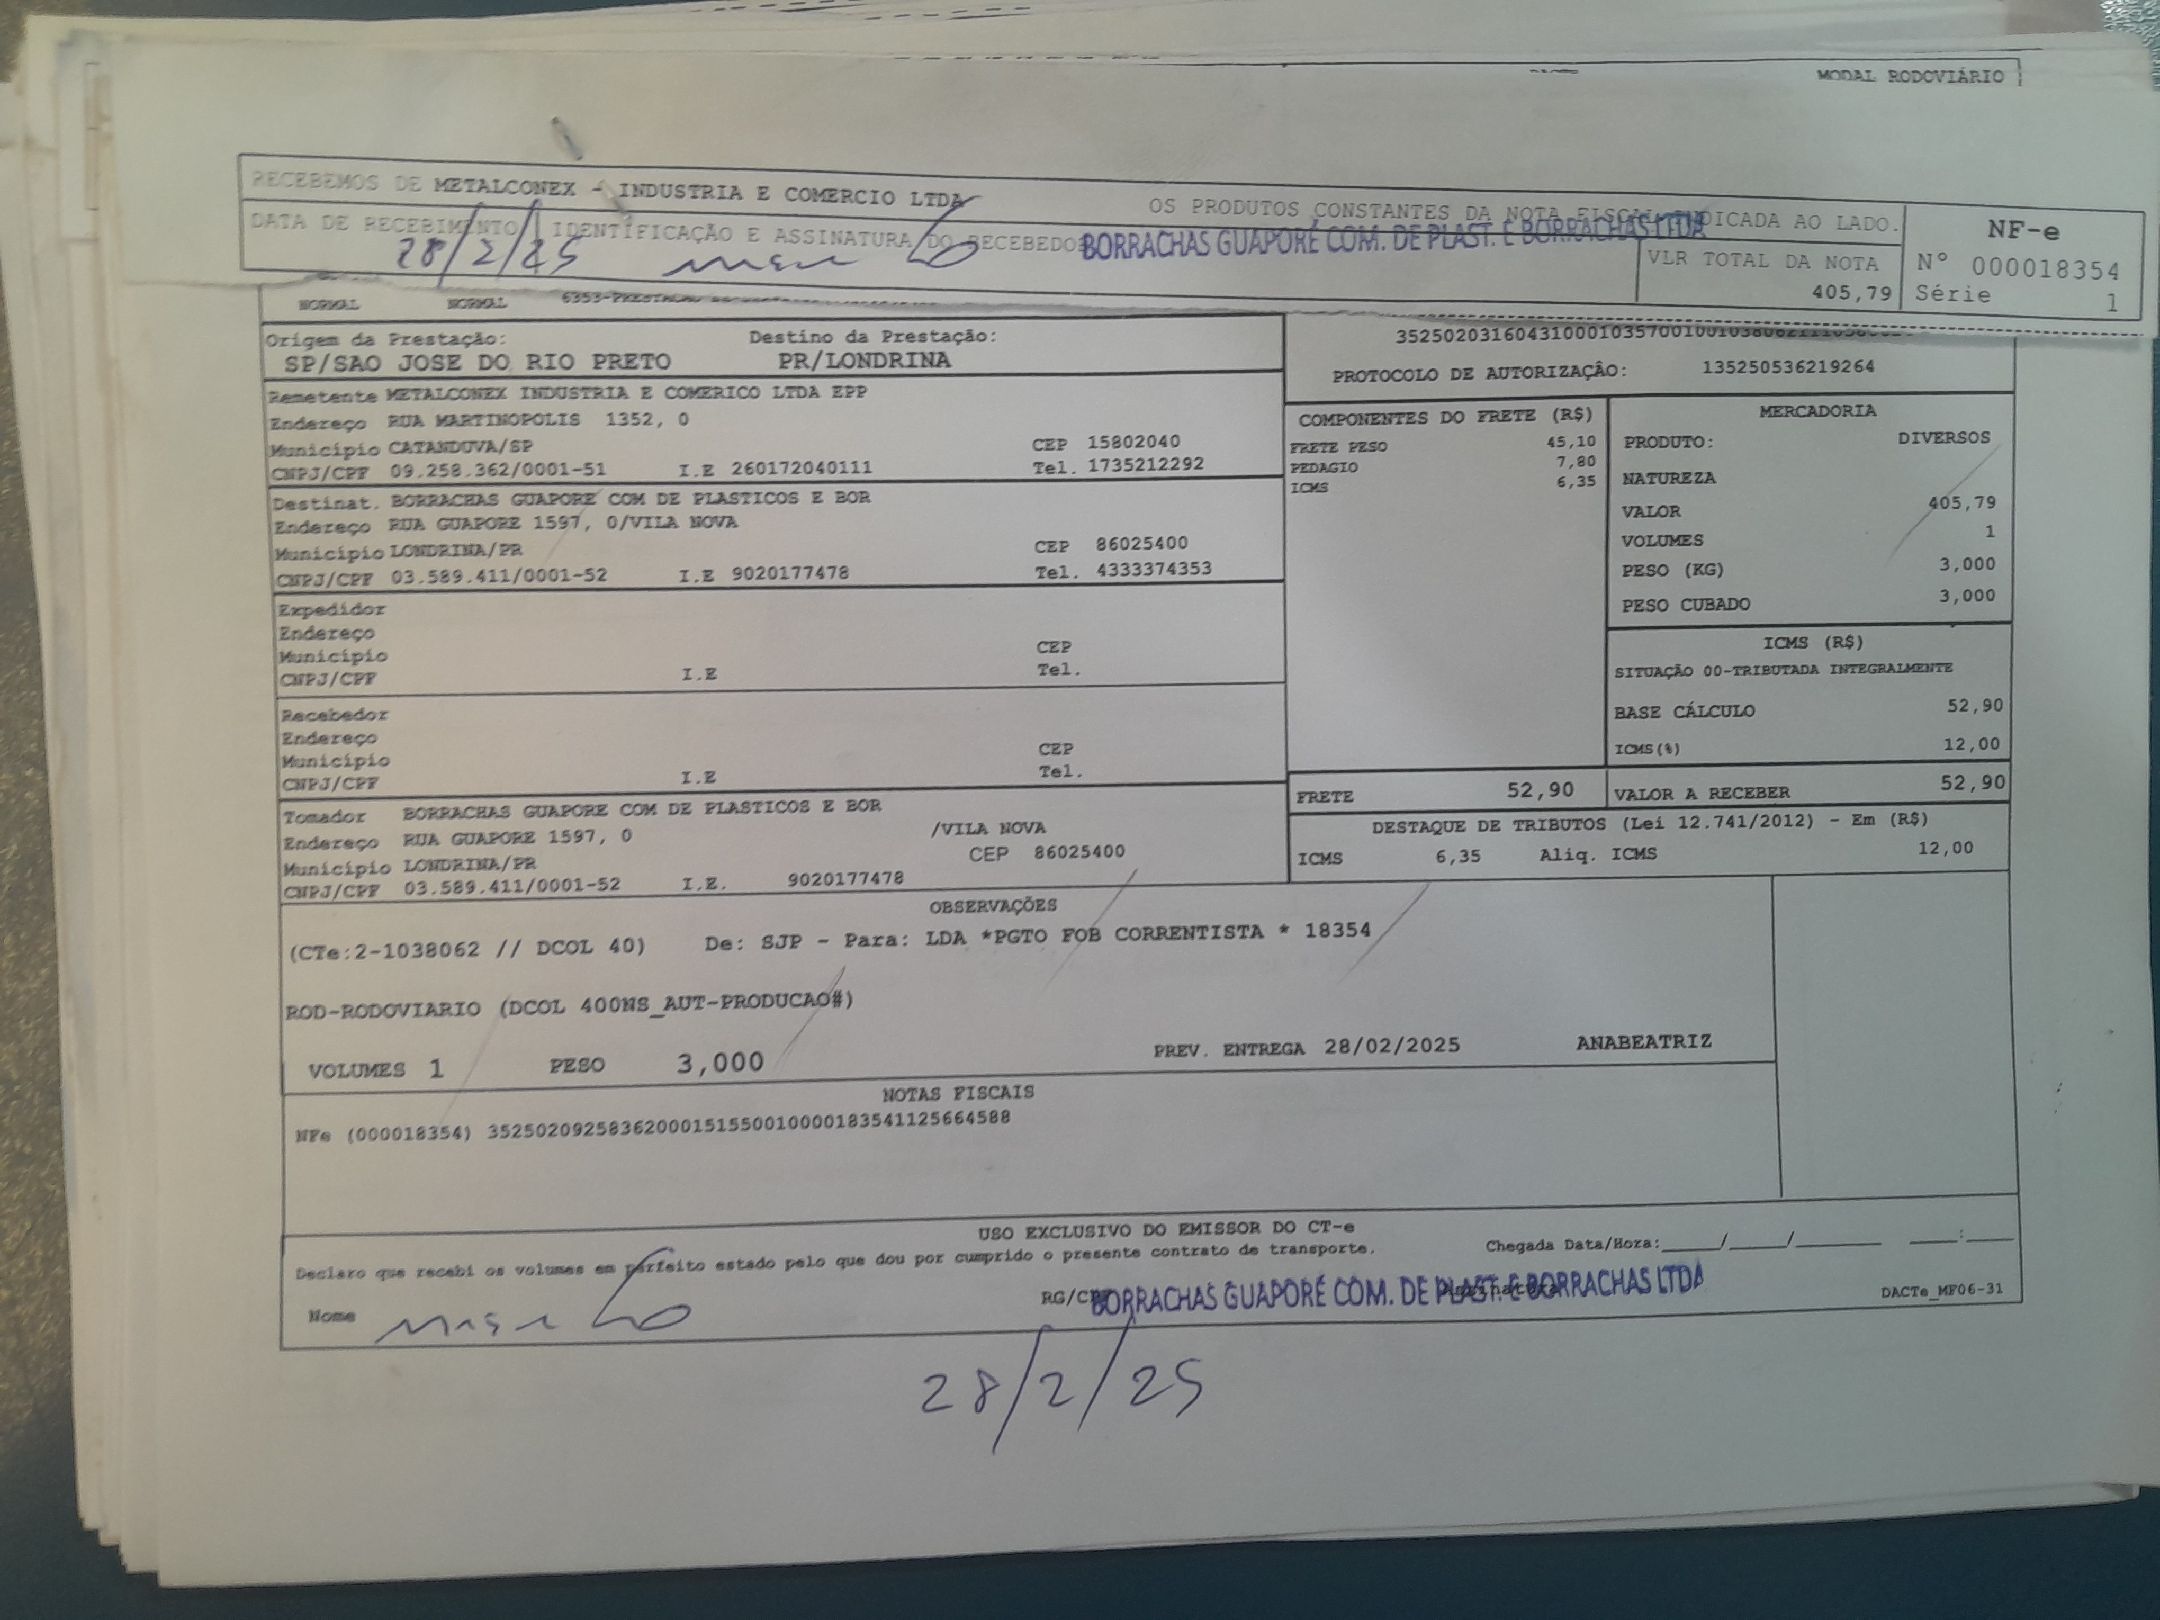 MODAL RODOVIÁRIO
RECEBEMOS DE METALCONEX - INDUSTRIA E COMERCIO LTDA OS PRODUTOS CONSTANTES DA NOTA FISCAL INDICADA AO LADO.
DATA DE RECEBIMENTO IDENTIFICAÇÃO E ASSINATURA DO RECEBEDOR
28/2/25
BORRACHAS GUAPORÉ COM. DE PLAST. E BORRACHAS LTDA
VLR TOTAL DA NOTA
405,79
NF-e
Nº 000018354
Série 1
NORMAL NORMAL
Origem da Prestação: Destino da Prestação:
SP/SAO JOSE DO RIO PRETO PR/LONDRINA
PROTOCOLO DE AUTORIZAÇÃO: 135250536219264
Remetente METALCONEX INDUSTRIA E COMERICO LTDA EPP
Endereço RUA MARTINOPOLIS 1352, 0
Município CATANDUVA/SP CEP 15802040
CNPJ/CPF 09.258.362/0001-51 I.E 260172040111 Tel. 1735212292
Destinat. BORRACHAS GUAPORE COM DE PLASTICOS E BOR
Endereço RUA GUAPORE 1597, 0/VILA NOVA
Município LONDRINA/PR CEP 86025400
CNPJ/CPF 03.589.411/0001-52 I.E 9020177478 Tel. 4333374353
Expedidor
Endereço
Município CEP
CNPJ/CPF I.E Tel.
Recebedor
Endereço
Município CEP
CNPJ/CPF I.E Tel.
Tomador BORRACHAS GUAPORE COM DE PLASTICOS E BOR
Endereço RUA GUAPORE 1597, 0 /VILA NOVA
Município LONDRINA/PR CEP 86025400
CNPJ/CPF 03.589.411/0001-52 I.E. 9020177478
COMPONENTES DO FRETE (R$)
FRETE PESO 45,10
PEDAGIO 7,80
ICMS 6,35
MERCADORIA
PRODUTO: DIVERSOS
NATUREZA
VALOR 405,79
VOLUMES 1
PESO (KG) 3,000
PESO CUBADO 3,000
ICMS (R$)
SITUAÇÃO 00-TRIBUTADA INTEGRALMENTE
BASE CÁLCULO 52,90
ICMS(%) 12,00
FRETE 52,90 VALOR A RECEBER 52,90
DESTAQUE DE TRIBUTOS (Lei 12.741/2012) - Em (R$)
ICMS 6,35 Aliq. ICMS 12,00
OBSERVAÇÕES
(CTe:2-1038062 // DCOL 40) De: SJP - Para: LDA *PGTO FOB CORRENTISTA * 18354
ROD-RODOVIARIO (DCOL 400NS_AUT-PRODUCAO#)
VOLUMES 1 PESO 3,000 PREV. ENTREGA 28/02/2025 ANABEATRIZ
NOTAS FISCAIS
NFe (000018354) 35250209258362000151550010000183541125664588
USO EXCLUSIVO DO EMISSOR DO CT-e
Declaro que recebi os volumes em perfeito estado pelo que dou por cumprido o presente contrato de transporte. Chegada Data/Hora:_____/_____/_______ ____:____
Nome RG/CPF Assinatura DACTe_MF06-31
BORRACHAS GUAPORÉ COM. DE PLAST. E BORRACHAS LTDA
28/2/25